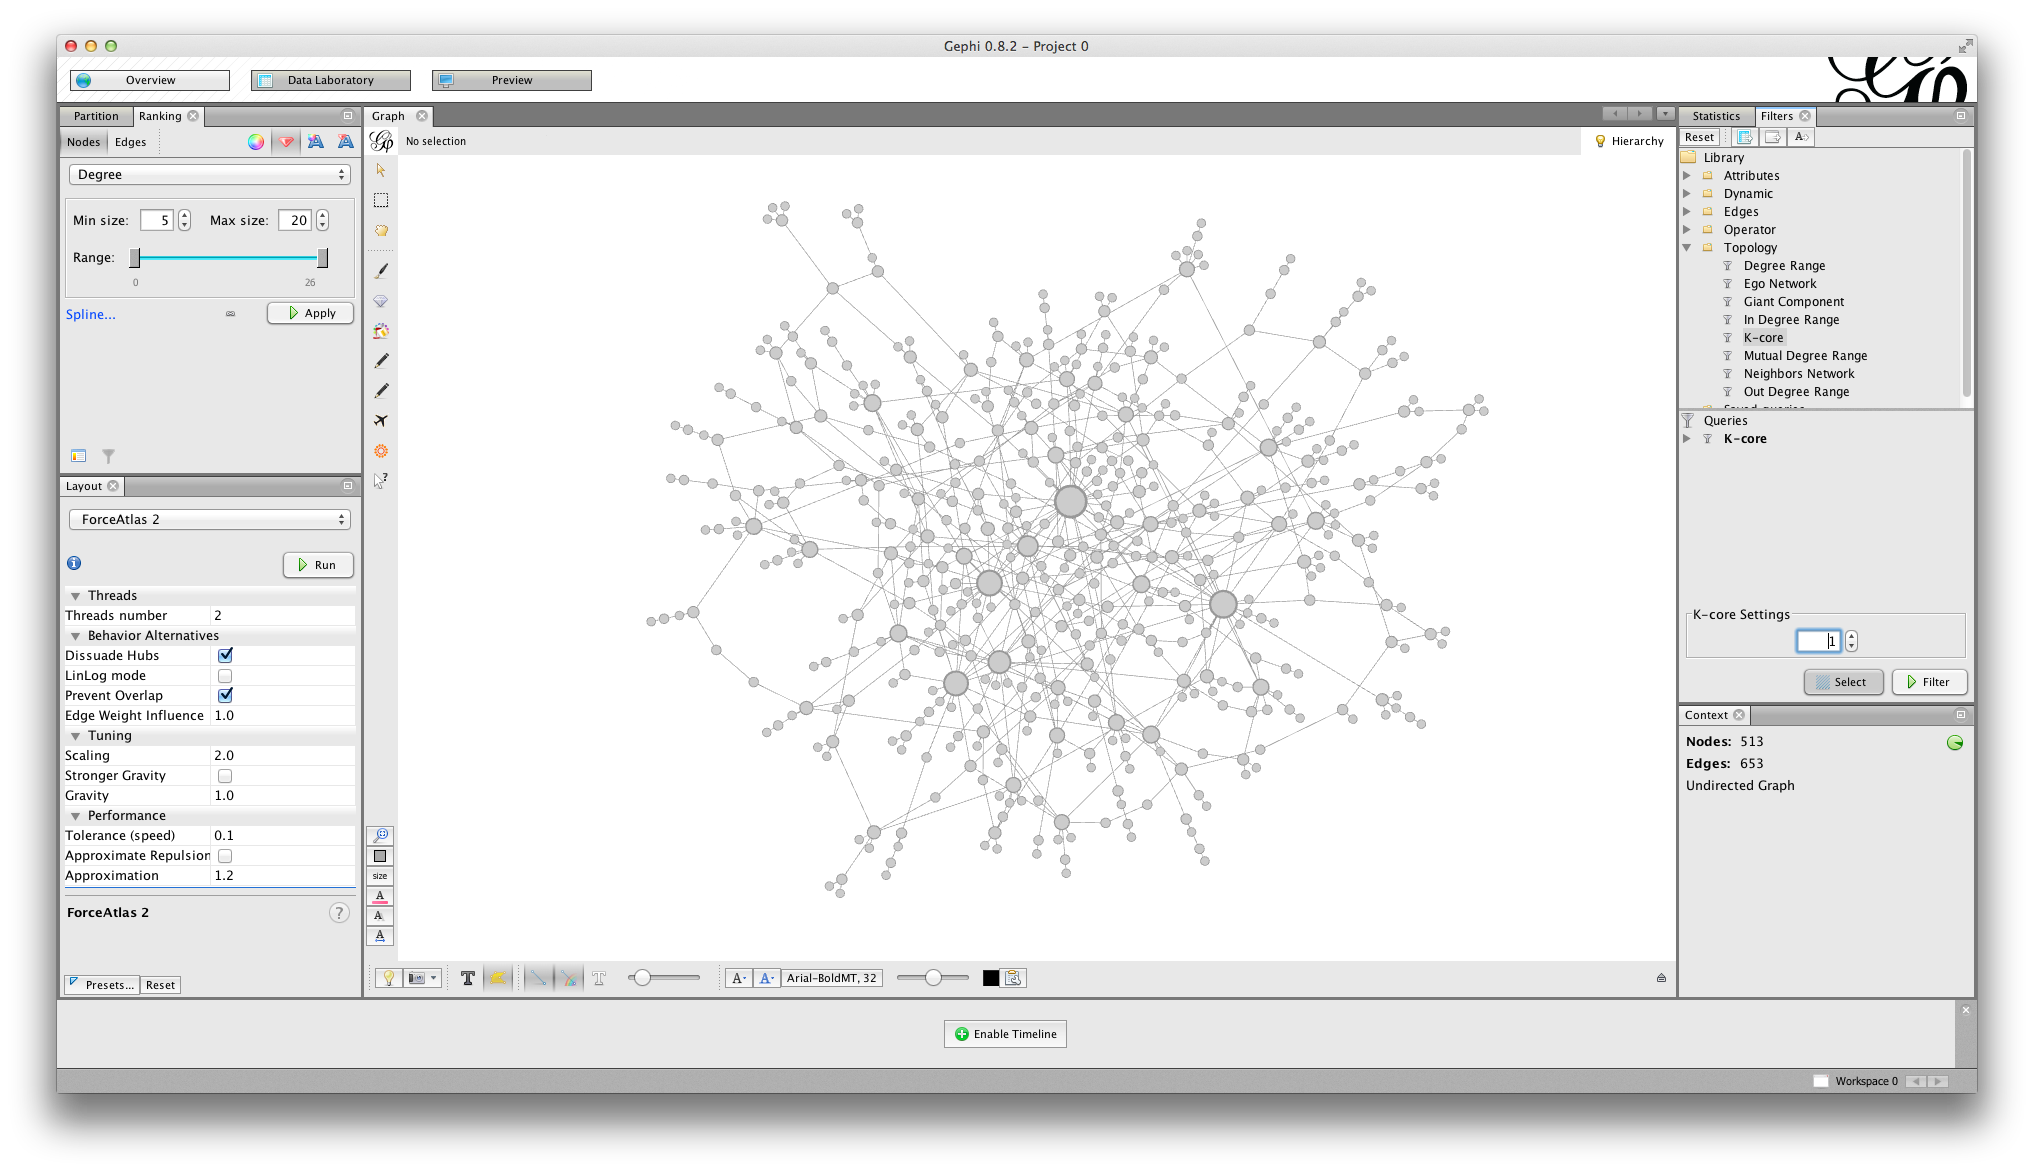 Gephi 0.8.2 - Project 0
Overview
Data Laboratory
Preview
Partition
Ranking
Nodes
Edges
Degree
Min size: 5
Max size: 20
Range:
0
26
Spline...
Apply
Layout
ForceAtlas 2
Run
Threads
Threads number 2
Behavior Alternatives
Dissuade Hubs
LinLog mode
Prevent Overlap
Edge Weight Influence 1.0
Tuning
Scaling 2.0
Stronger Gravity
Gravity 1.0
Performance
Tolerance (speed) 0.1
Approximate Repulsion
Approximation 1.2
ForceAtlas 2
?
Presets...
Reset
Graph
No selection
Hierarchy
size
A
A
A
T
T
A
A
Arial-BoldMT, 32
Statistics
Filters
Reset
Library
Attributes
Dynamic
Edges
Operator
Topology
Degree Range
Ego Network
Giant Component
In Degree Range
K-core
Mutual Degree Range
Neighbors Network
Out Degree Range
Queries
K-core
K-core Settings
1
Select
Filter
Context
Nodes: 513
Edges: 653
Undirected Graph
Enable Timeline
Workspace 0